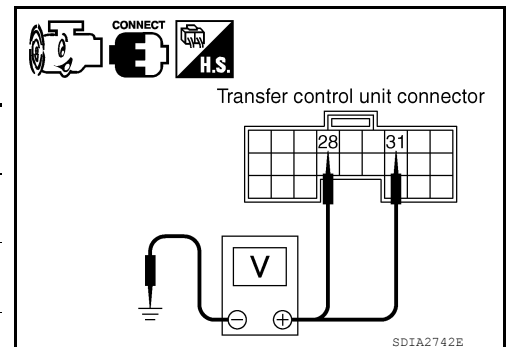 CONNECT
H.S.
Transfer control unit connector
28 31
V
− +
SDIA2742E